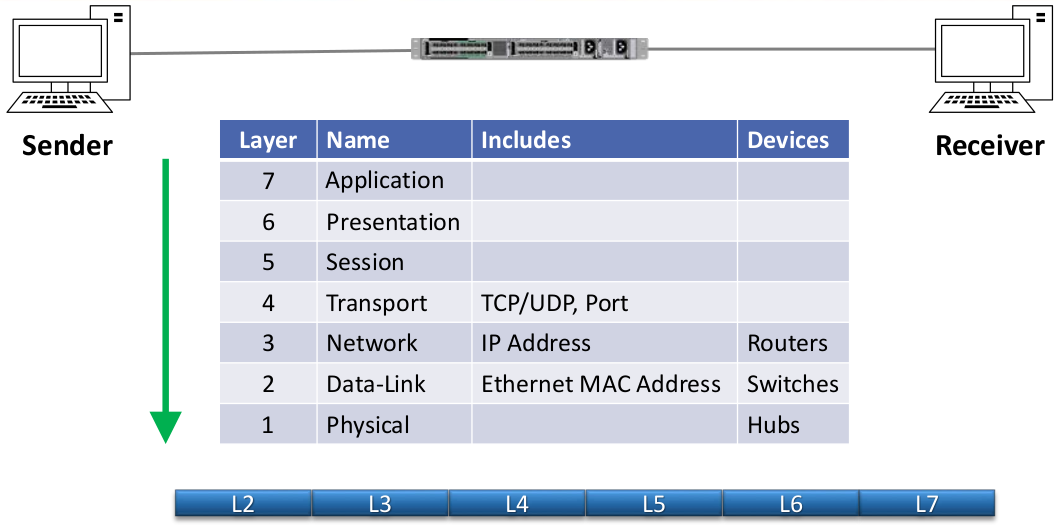 Sender
Receiver
Layer Name Includes Devices
7 Application
6 Presentation
5 Session
4 Transport TCP/UDP, Port
3 Network IP Address Routers
2 Data-Link Ethernet MAC Address Switches
1 Physical Hubs
L2 L3 L4 L5 L6 L7